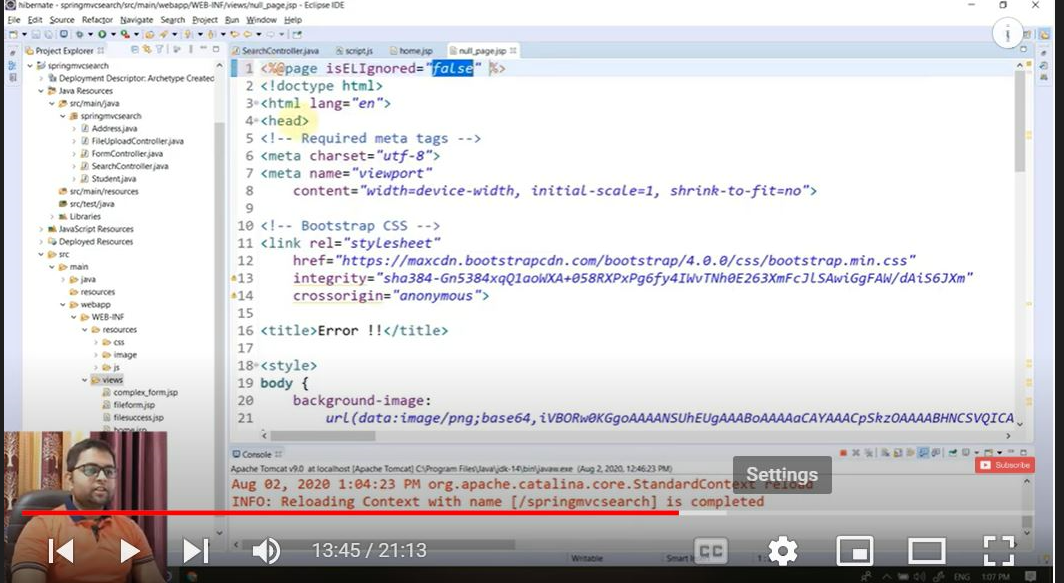 hibernate - springmvcsearch/src/main/webapp/WEB-INF/views/null_page.jsp - Eclipse IDE
File Edit Source Refactor Navigate Search Project Run Window Help
Project Explorer
springmvcsearch
Deployment Descriptor: Archetype Created
Java Resources
src/main/java
springmvcsearch
Address.java
FileUploadController.java
FormController.java
SearchController.java
Student.java
src/main/resources
src/test/java
Libraries
JavaScript Resources
Deployed Resources
src
main
java
resources
webapp
WEB-INF
resources
css
image
js
views
complex_form.jsp
fileform.jsp
filesuccess.jsp
home.jsp
SearchController.java script.js home.jsp null_page.jsp
1 <%@page isELIgnored="false" %>
2 <!doctype html>
3 <html lang="en">
4 <head>
5 <!-- Required meta tags -->
6 <meta charset="utf-8">
7 <meta name="viewport"
8 content="width=device-width, initial-scale=1, shrink-to-fit=no">
9
10 <!-- Bootstrap CSS -->
11 <link rel="stylesheet"
12 href="https://maxcdn.bootstrapcdn.com/bootstrap/4.0.0/css/bootstrap.min.css"
13 integrity="sha384-Gn5384xqQ1aoWXA+058RXPxPg6fy4IWvTNh0E263XmFcJlSAwiGgFAW/dAiS6JXm"
14 crossorigin="anonymous">
15
16 <title>Error !!</title>
17
18 <style>
19 body {
20 background-image:
21 url(data:image/png;base64,iVBORw0KGgoAAAANSUhEUgAAABoAAAAaCAYAAACpSkzOAAAABHNCSVQICA
Console
Apache Tomcat v9.0 at localhost [Apache Tomcat] C:\Program Files\Java\jdk-14\bin\javaw.exe (Aug 2, 2020, 12:46:23 PM)
Aug 02, 2020 1:04:23 PM org.apache.catalina.core.StandardContext reload
INFO: Reloading Context with name [/springmvcsearch] is completed
Settings
Subscribe
13:45 / 21:13
CC
Writable
ENG 1:07 PM